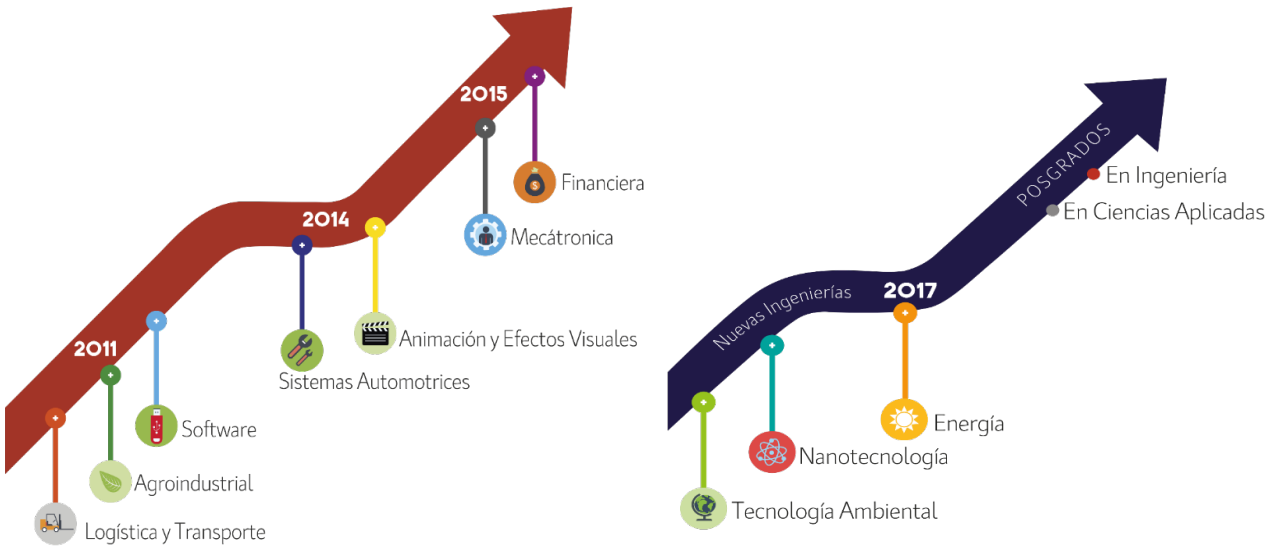 2011
Logística y Transporte
Agroindustrial
Software
2014
Sistemas Automotrices
Animación y Efectos Visuales
2015
Mecátronica
Financiera
Nuevas Ingenierías
Tecnología Ambiental
Nanotecnología
2017
Energía
POSGRADOS
En Ingeniería
En Ciencias Aplicadas